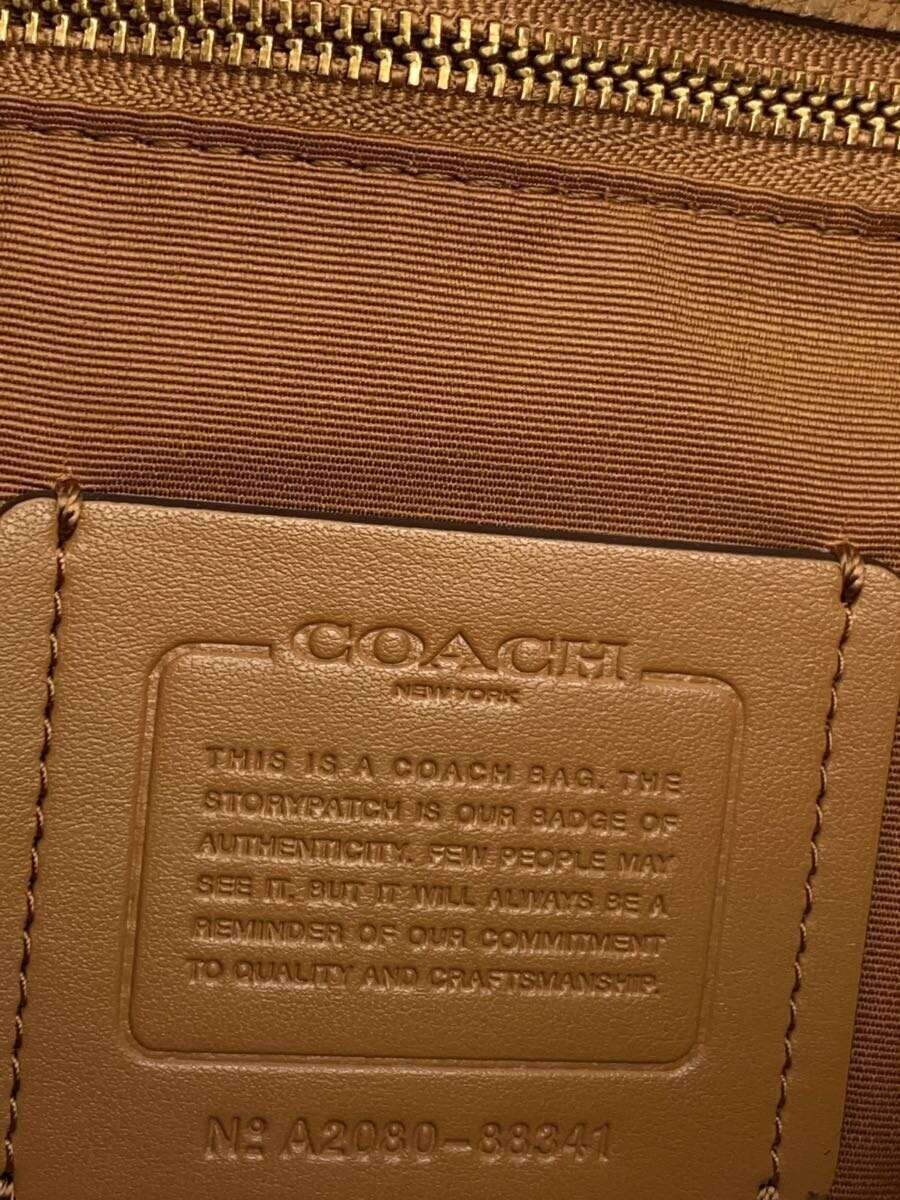 COACH
NEW YORK
THIS IS A COACH BAG. THE
STORYPATCH IS OUR BADGE OF
AUTHENTICITY. FEW PEOPLE MAY
SEE IT, BUT IT WILL ALWAYS BE A
REMINDER OF OUR COMMITMENT
TO QUALITY AND CRAFTSMANSHIP.
Nº A2080-88341